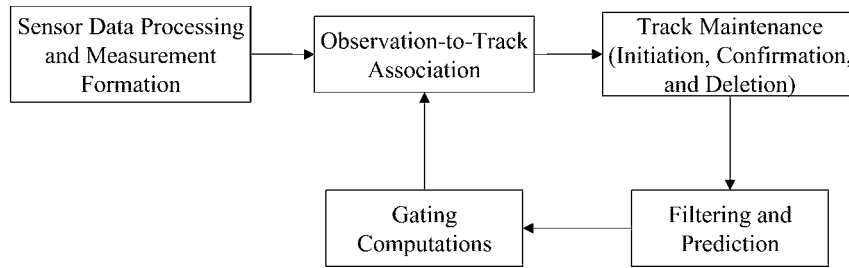 Sensor Data Processing
and Measurement
Formation
Observation-to-Track
Association
Track Maintenance
(Initiation, Confirmation,
and Deletion)
Gating
Computations
Filtering and
Prediction